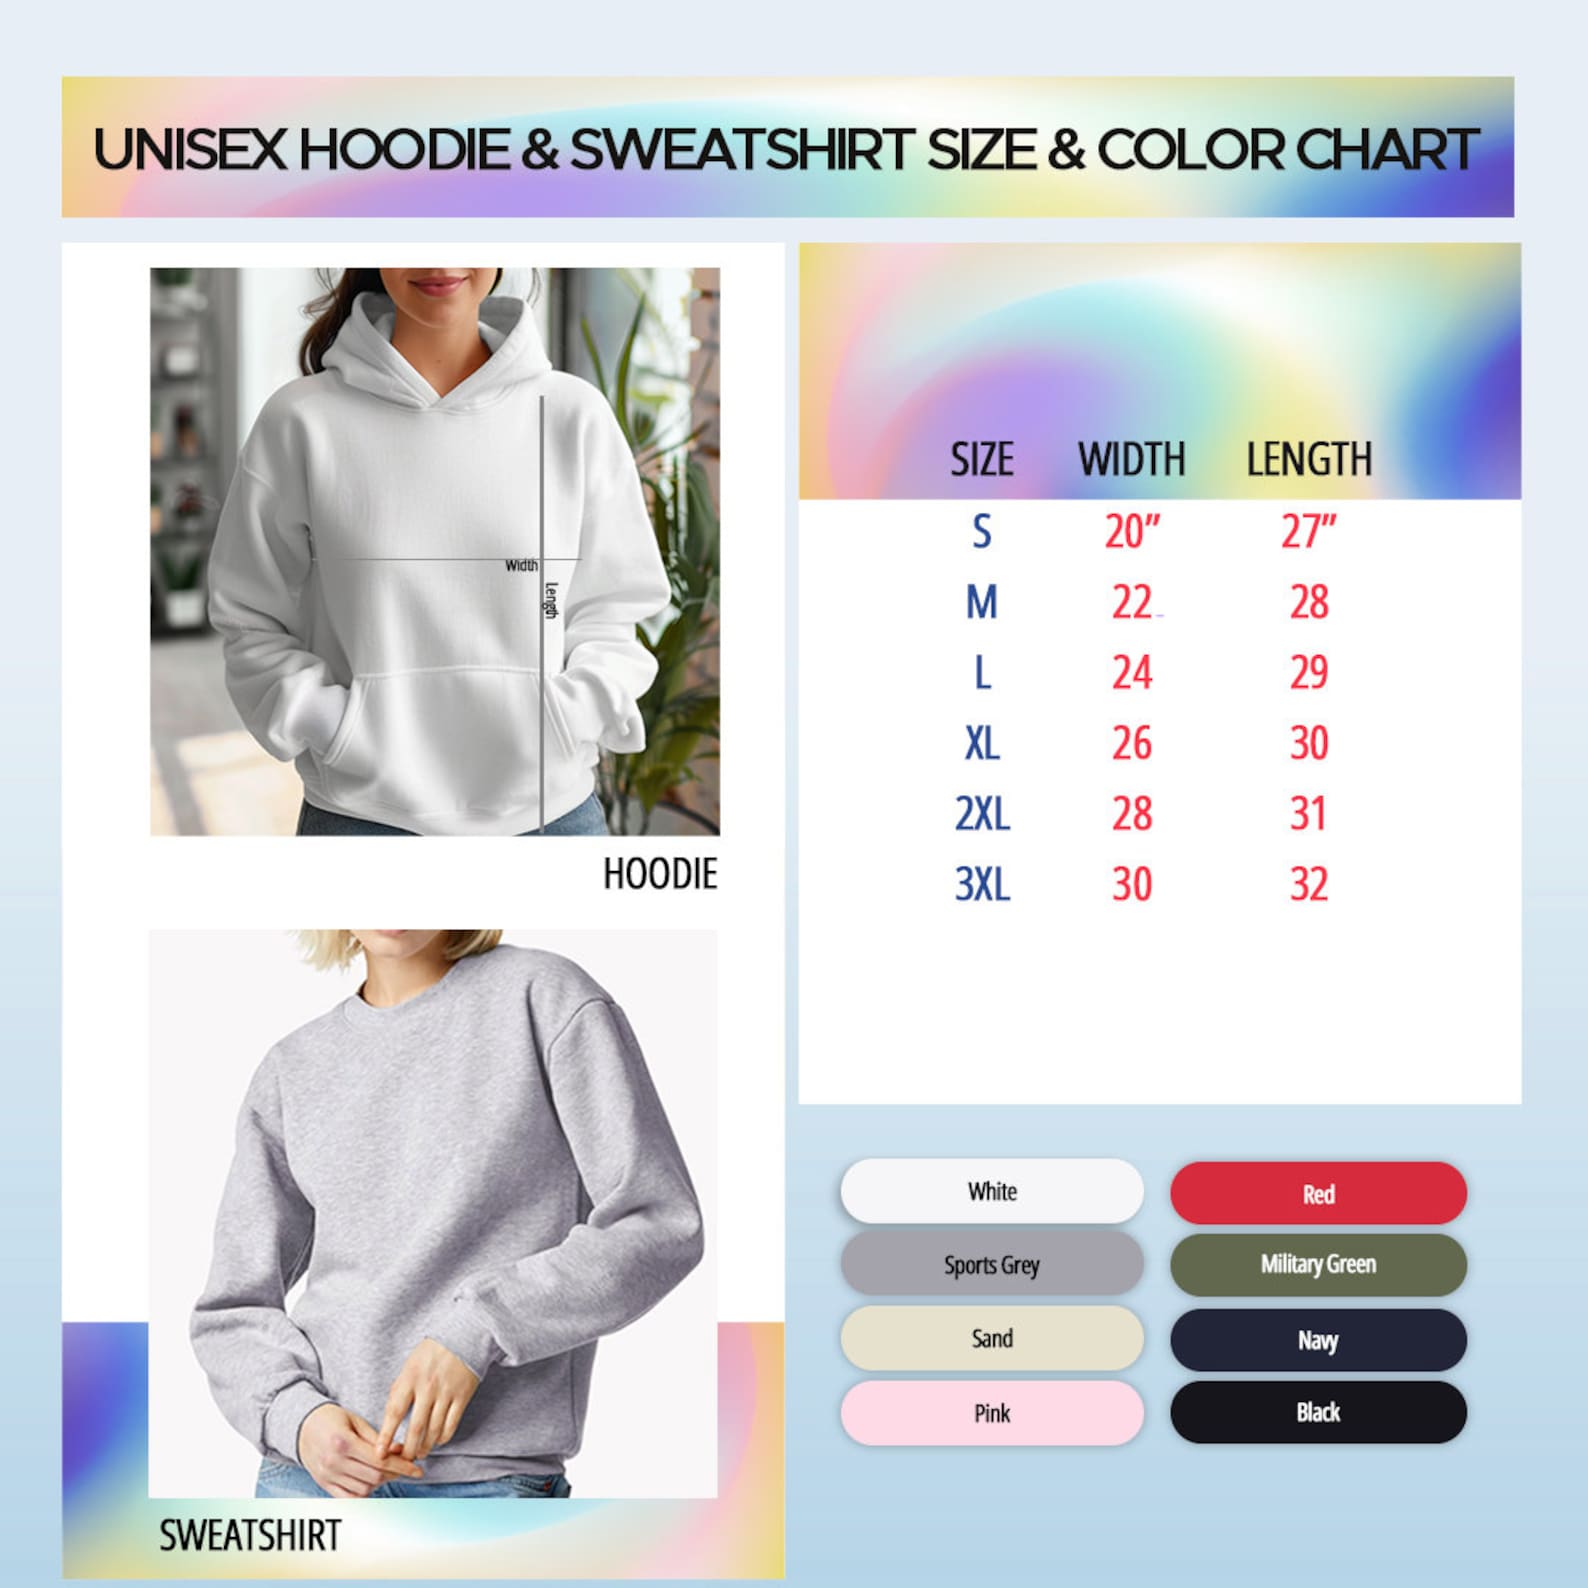 UNISEX HOODIE & SWEATSHIRT SIZE & COLOR CHART
Width
Length
HOODIE
SWEATSHIRT
SIZE WIDTH LENGTH
S 20” 27”
M 22 28
L 24 29
XL 26 30
2XL 28 31
3XL 30 32
White
Red
Sports Grey
Military Green
Sand
Navy
Pink
Black